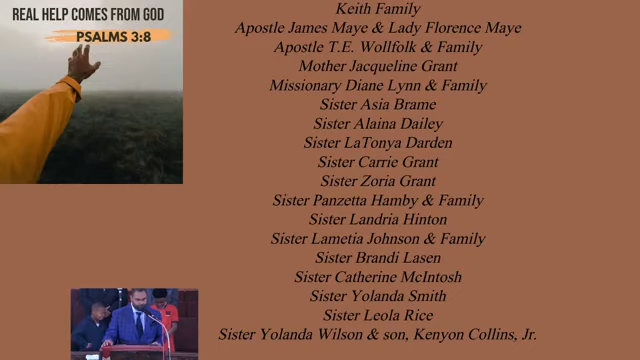 REAL HELP COMES FROM GOD
PSALMS 3:8
Keith Family
Apostle James Maye & Lady Florence Maye
Apostle T.E. Wollfolk & Family
Mother Jacqueline Grant
Missionary Diane Lynn & Family
Sister Asia Brame
Sister Alaina Dailey
Sister LaTonya Darden
Sister Carrie Grant
Sister Zoria Grant
Sister Panzetta Hamby & Family
Sister Landria Hinton
Sister Lametia Johnson & Family
Sister Brandi Lasen
Sister Catherine McIntosh
Sister Yolanda Smith
Sister Leola Rice
Sister Yolanda Wilson & son, Kenyon Collins, Jr.